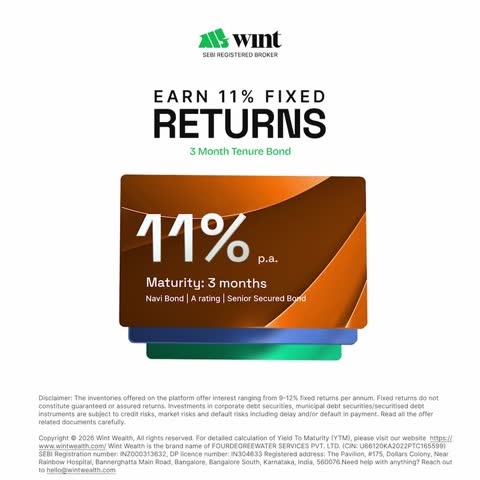 wint
SEBI REGISTERED BROKER
EARN 11% FIXED
RETURNS
3 Month Tenure Bond
11% p.a.
Maturity: 3 months
Navi Bond | A rating | Senior Secured Bond
Disclaimer: The inventories offered on the platform offer interest ranging from 9-12% fixed returns per annum. Fixed returns do not
constitute guaranteed or assured returns. Investments in corporate debt securities, municipal debt securities/securitised debt
instruments are subject to credit risks, market risks and default risks including delay and/or default in payment. Read all the offer
related documents carefully.
Copyright © 2026 Wint Wealth, All rights reserved. For detailed calculation of Yield To Maturity (YTM), please visit our website https://
www.wintwealth.com/ Wint Wealth is the brand name of FOURDEGREEWATER SERVICES PVT. LTD. (CIN: U66120KA2022PTC165599)
SEBI Registration number: INZ000313632, DP licence number: IN304633 Registered address: The Pavilion, #175, Dollars Colony, Near
Rainbow Hospital, Bannerghatta Main Road, Bangalore, Bangalore South, Karnataka, India, 560076.Need help with anything? Reach out
to hello@wintwealth.com